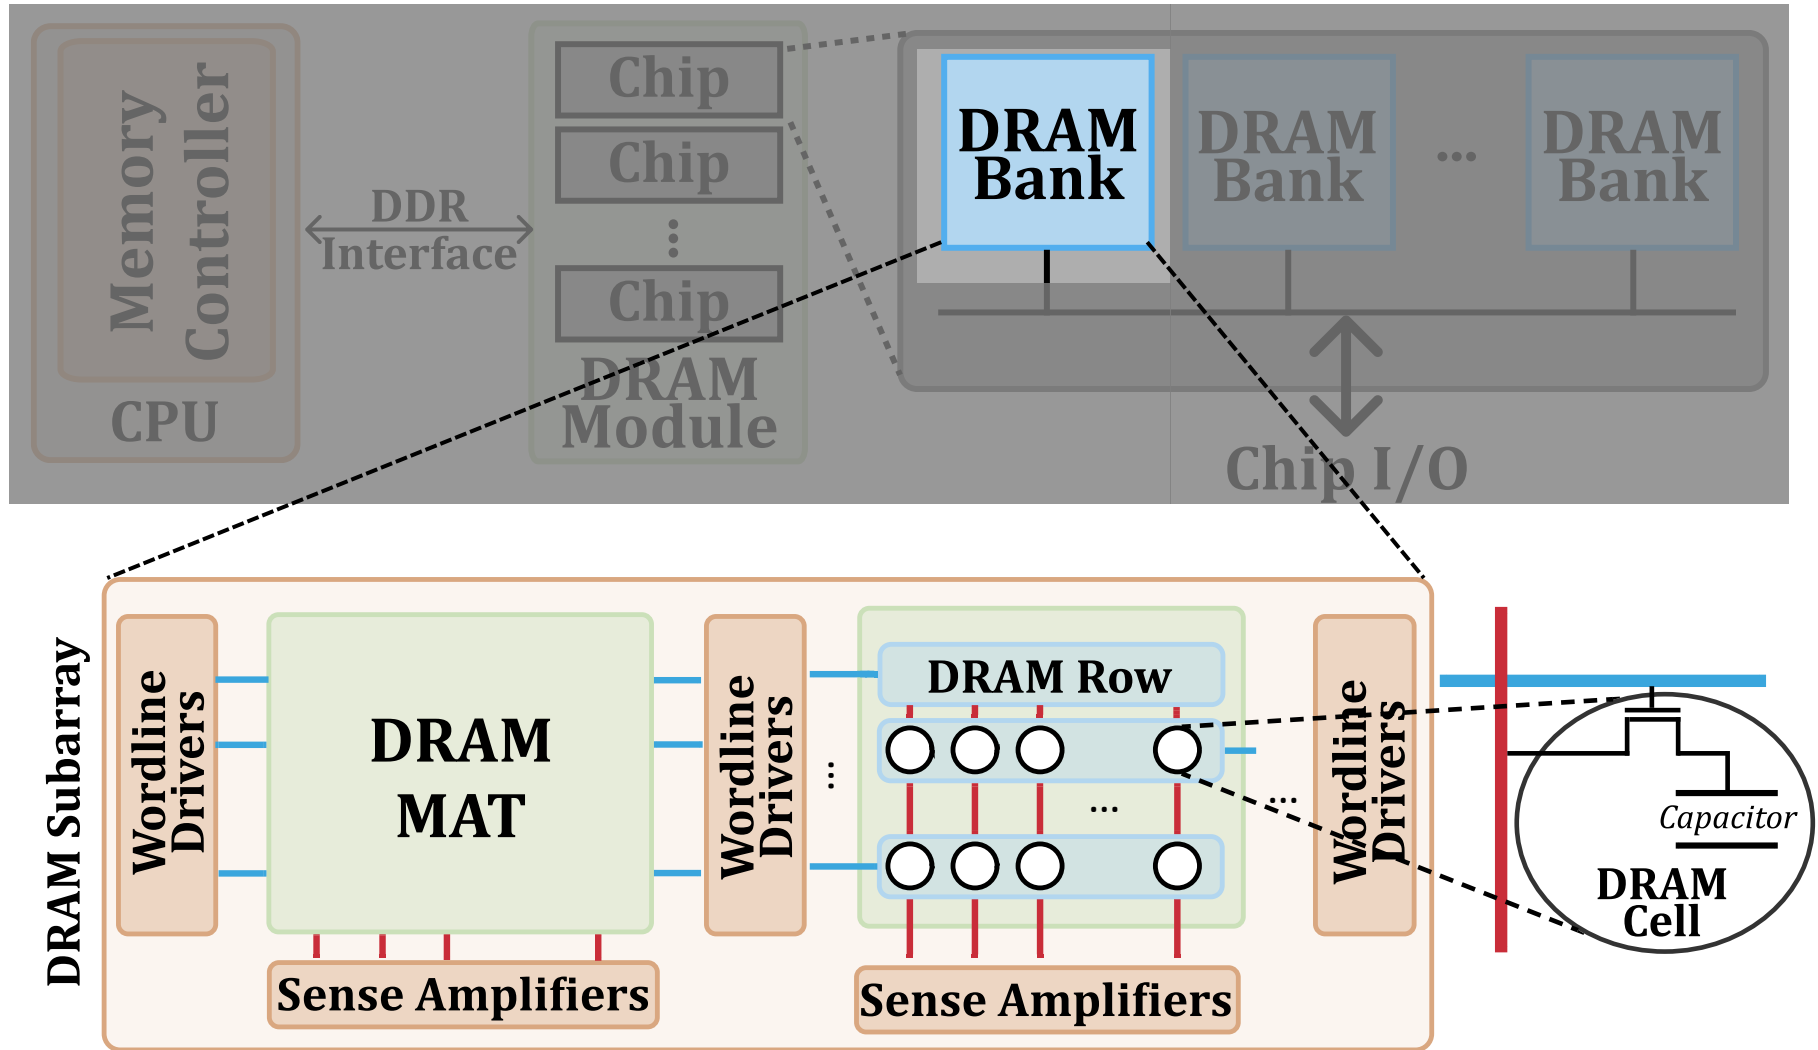 Memory
Controller
CPU
DDR
Interface
Chip
Chip
Chip
DRAM
Module
DRAM
Bank
DRAM
Bank
...
DRAM
Bank
Chip I/O
DRAM Subarray
Wordline
Drivers
DRAM
MAT
Sense Amplifiers
Wordline
Drivers
...
DRAM Row
...
Sense Amplifiers
...
Wordline
Drivers
Capacitor
DRAM
Cell